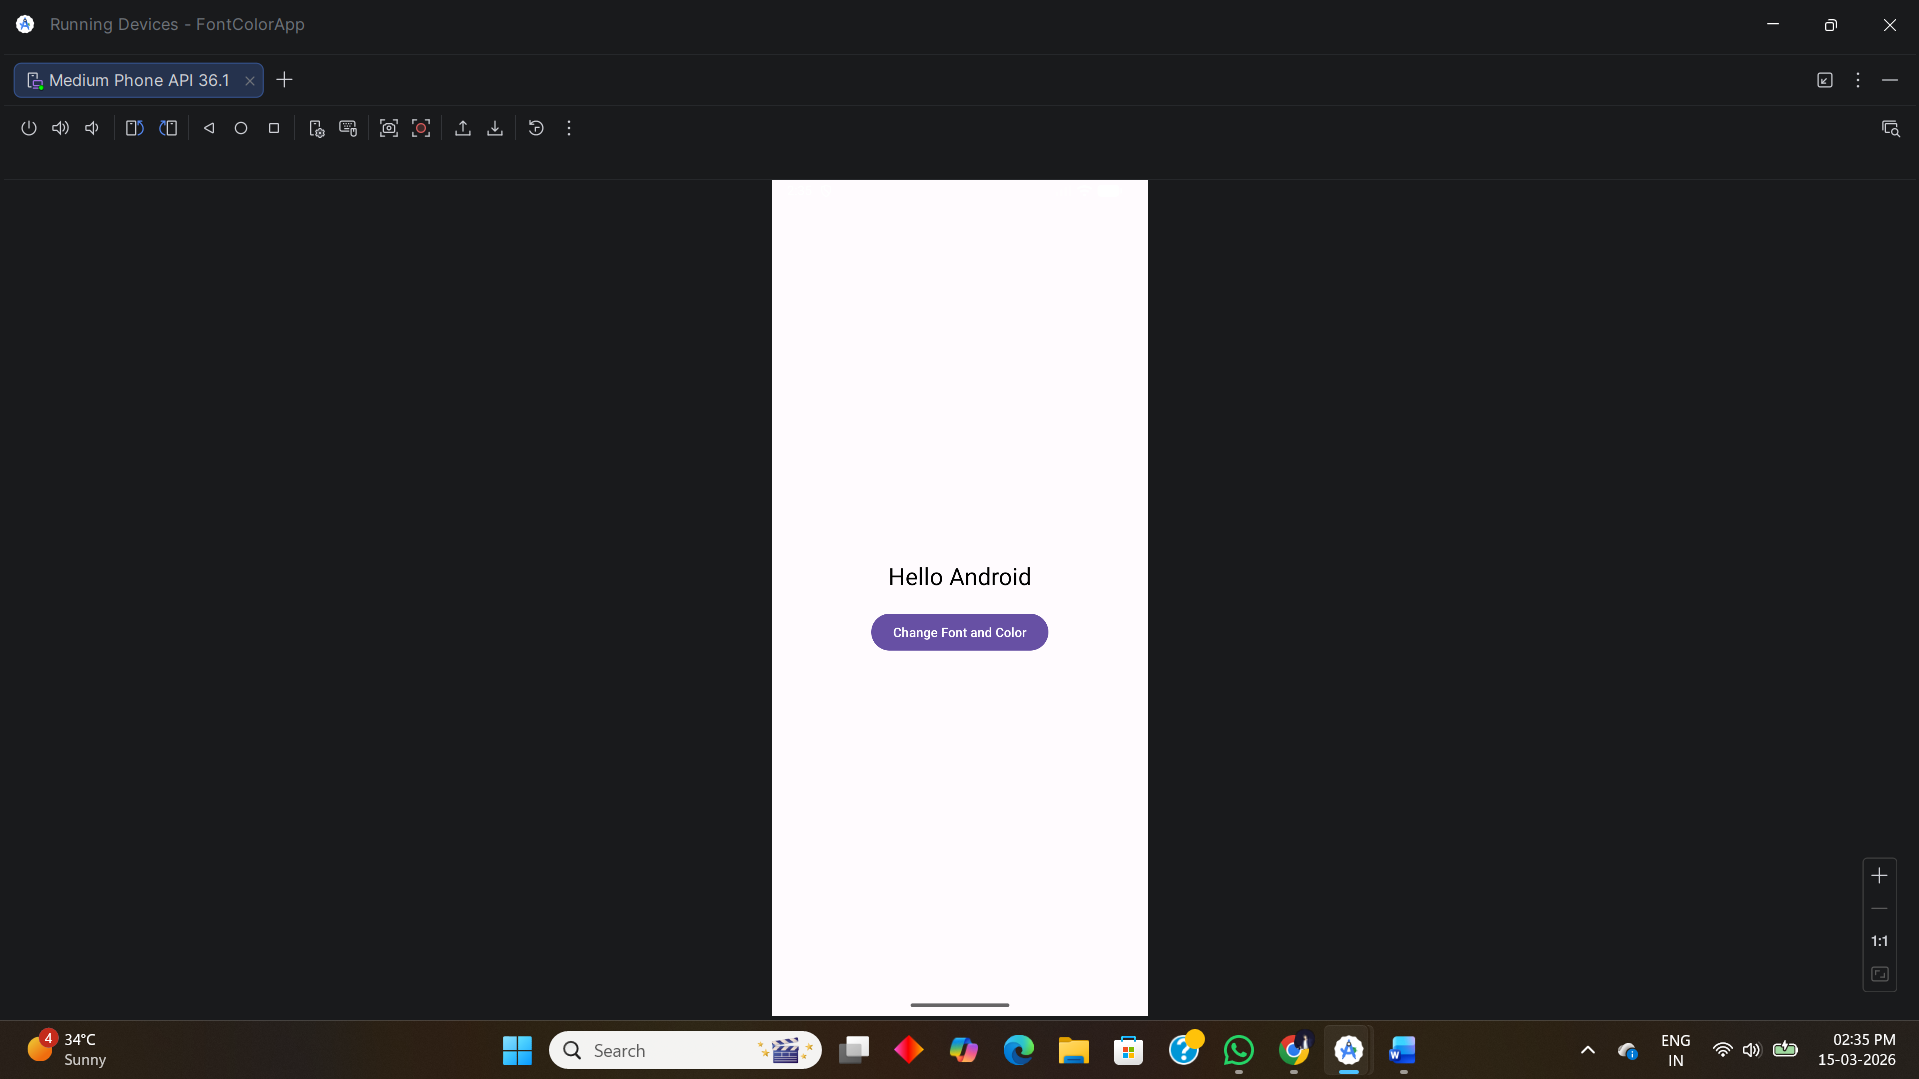 Running Devices - FontColorApp
Medium Phone API 36.1
Hello Android
Change Font and Color
1:1
4
34°C
Sunny
Search
W
ENG
IN
02:35 PM
15-03-2026